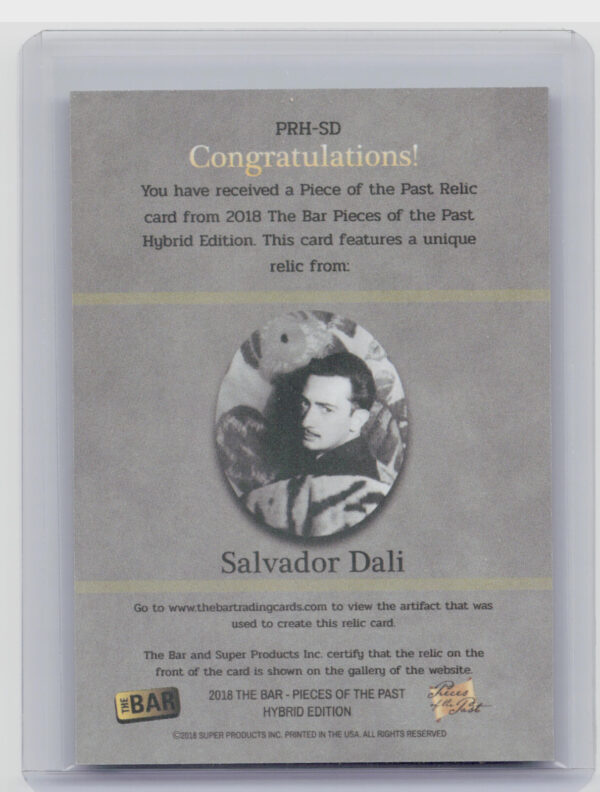 PRH-SD
Congratulations!
You have received a Piece of the Past Relic
card from 2018 The Bar Pieces of the Past
Hybrid Edition. This card features a unique
relic from:
Salvador Dali
Go to www.thebartradingcards.com to view the artifact that was
used to create this relic card.
The Bar and Super Products Inc. certify that the relic on the
front of the card is shown on the gallery of the website.
THE BAR
2018 THE BAR - PIECES OF THE PAST
HYBRID EDITION
Pieces
of the Past
©2018 SUPER PRODUCTS INC. PRINTED IN THE USA. ALL RIGHTS RESERVED